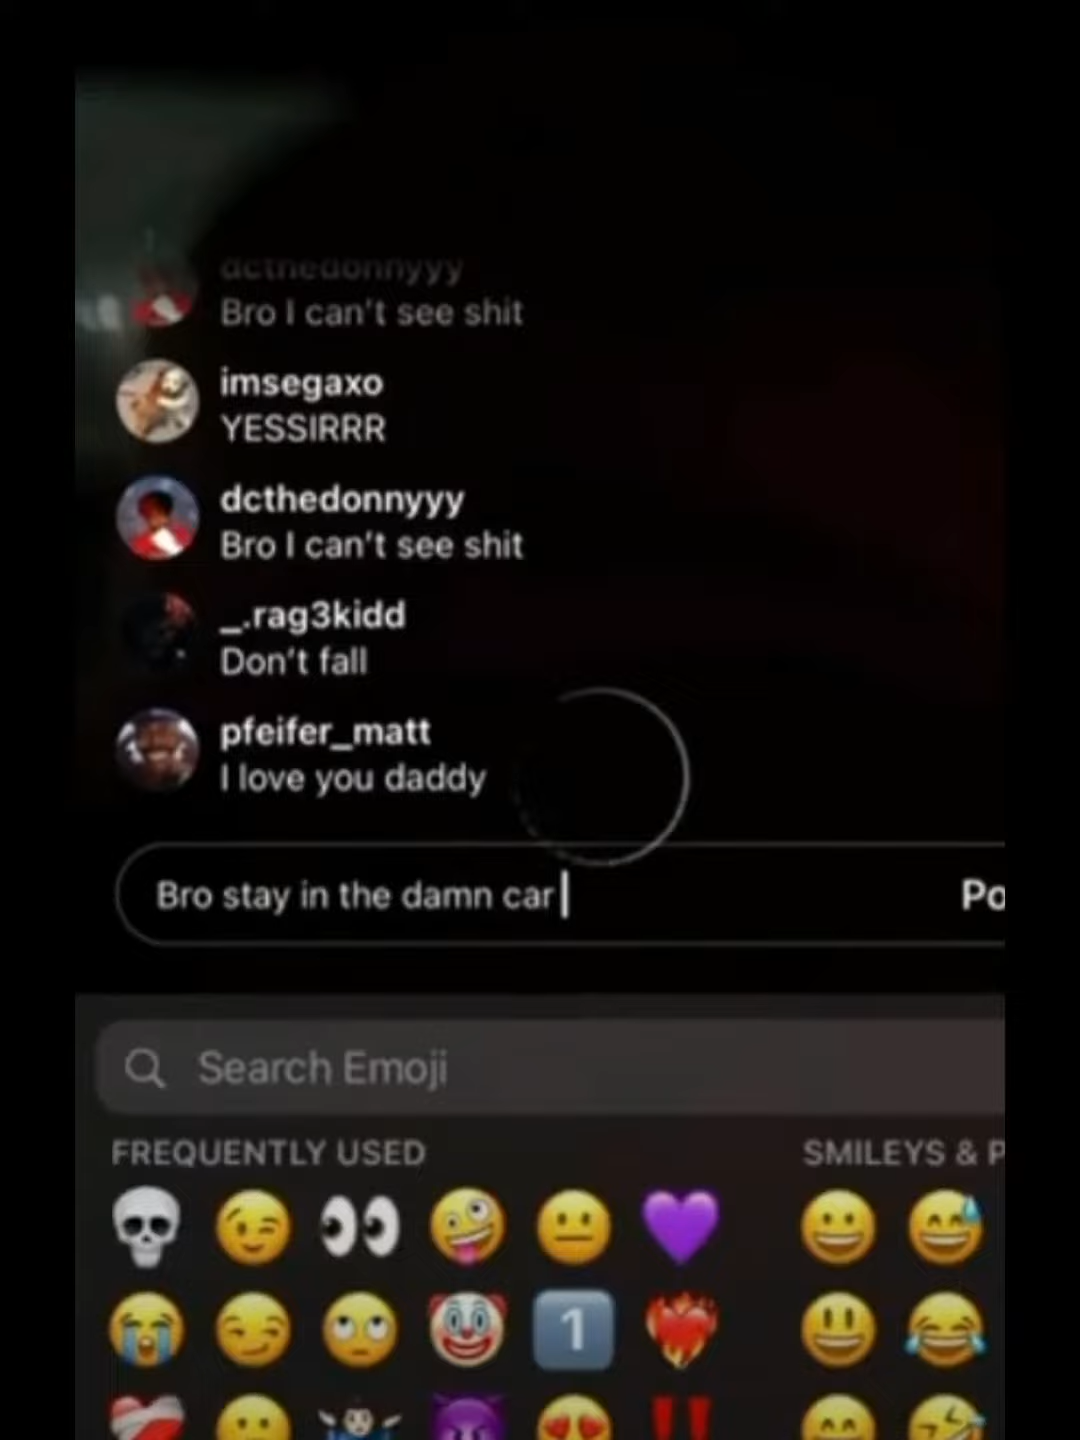 dcthedonnyyy
Bro I can't see shit
imsegaxo
YESSIRRR
dcthedonnyyy
Bro I can't see shit
_.rag3kidd
Don't fall
pfeifer_matt
I love you daddy
Bro stay in the damn car
Po
Search Emoji
FREQUENTLY USED
SMILEYS & P
1